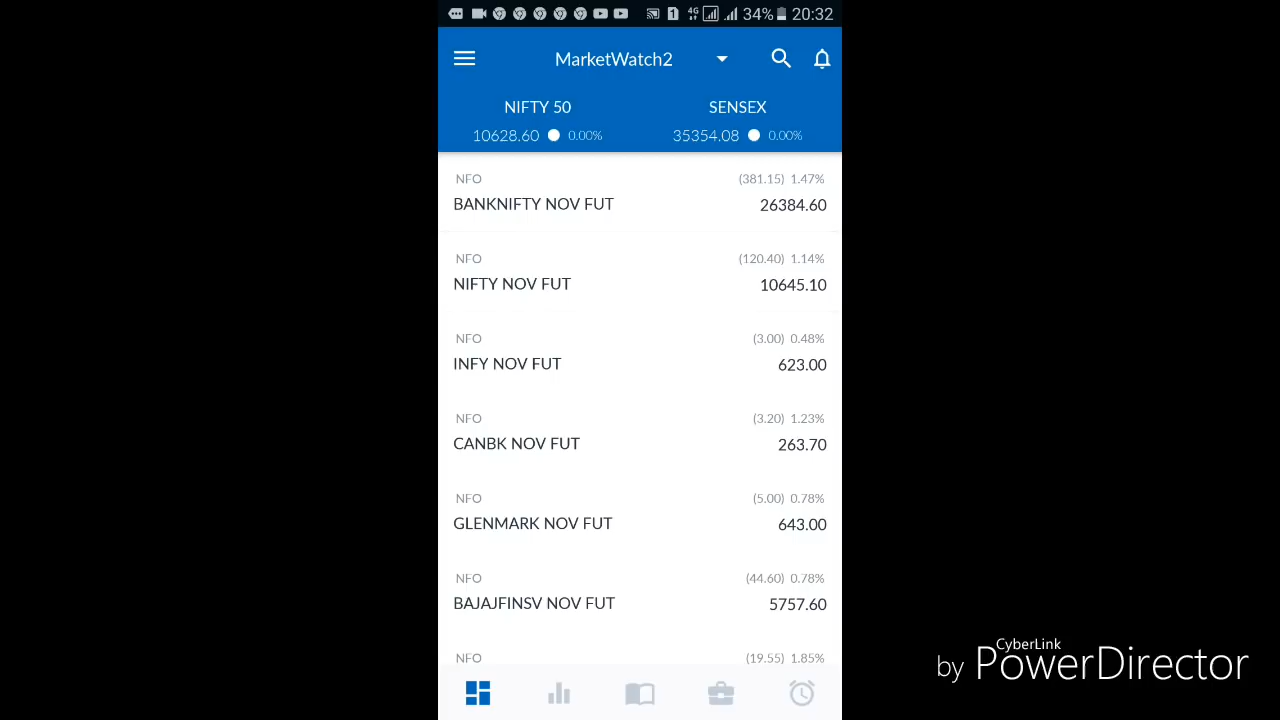 34% 20:32
MarketWatch2
NIFTY 50 SENSEX
10628.60 0.00% 35354.08 0.00%
NFO (381.15) 1.47%
BANKNIFTY NOV FUT 26384.60
NFO (120.40) 1.14%
NIFTY NOV FUT 10645.10
NFO (3.00) 0.48%
INFY NOV FUT 623.00
NFO (3.20) 1.23%
CANBK NOV FUT 263.70
NFO (5.00) 0.78%
GLENMARK NOV FUT 643.00
NFO (44.60) 0.78%
BAJAJFINSV NOV FUT 5757.60
NFO (19.55) 1.85%
CyberLink
by PowerDirector